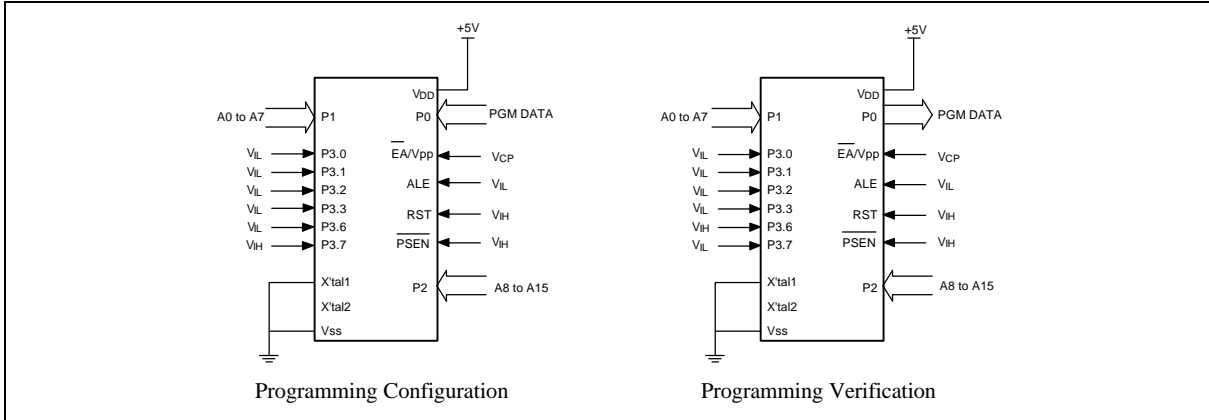 +5V
VDD
A0 to A7
P1
P0
PGM DATA
VIL
P3.0
EA/Vpp
VCP
VIL
P3.1
VIL
P3.2
ALE
VIL
VIL
P3.3
RST
VIH
VIL
P3.6
VIH
P3.7
PSEN
VIH
X'tal1
P2
A8 to A15
X'tal2
Vss
Programming Configuration
+5V
VDD
A0 to A7
P1
P0
PGM DATA
VIL
P3.0
EA/Vpp
VCP
VIL
P3.1
VIL
P3.2
ALE
VIL
VIL
P3.3
RST
VIH
VIH
P3.6
VIL
P3.7
PSEN
VIH
X'tal1
P2
A8 to A15
X'tal2
Vss
Programming Verification